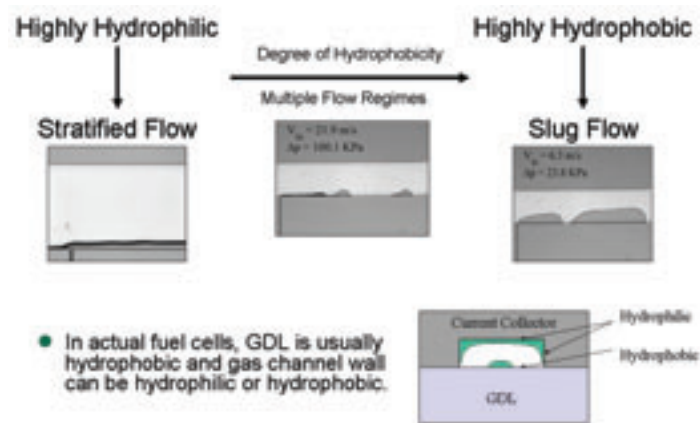 Highly Hydrophilic
Highly Hydrophobic
Degree of Hydrophobicity
Multiple Flow Regimes
Stratified Flow
Slug Flow
● In actual fuel cells, GDL is usually
hydrophobic and gas channel wall
can be hydrophilic or hydrophobic.
Current Collector
Hydrophilic
Hydrophobic
GDL